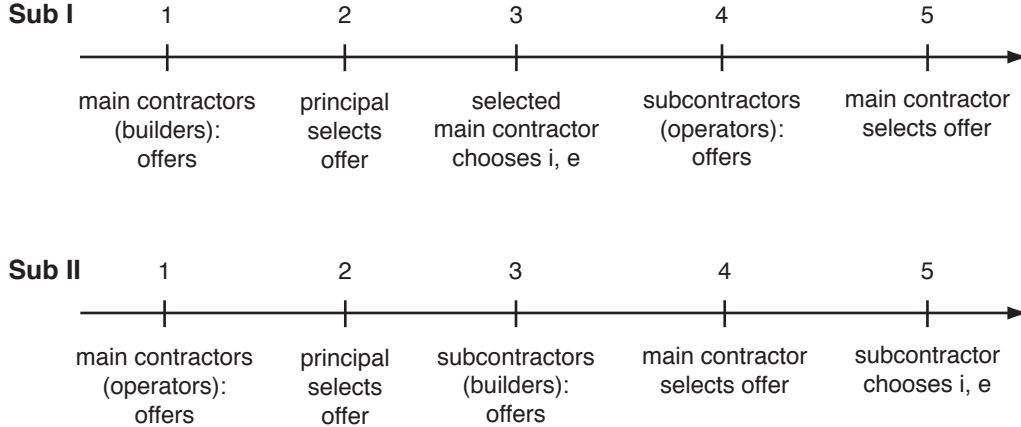 Sub I 1 2 3 4 5
main contractors principal selected subcontractors main contractor
(builders): selects main contractor (operators): selects offer
offers offer chooses i, e offers
Sub II 1 2 3 4 5
main contractors principal subcontractors main contractor subcontractor
(operators): selects (builders): selects offer chooses i, e
offers offer offers